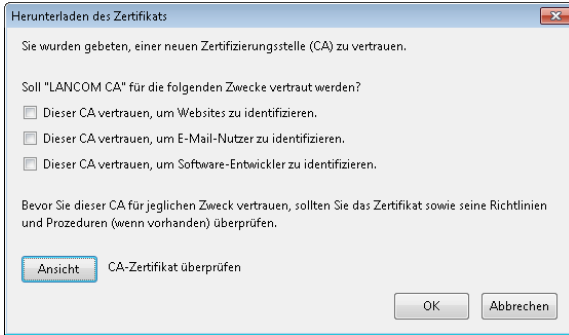 Herunterladen des Zertifikats
Sie wurden gebeten, einer neuen Zertifizierungsstelle (CA) zu vertrauen.
Soll "LANCOM CA" für die folgenden Zwecke vertraut werden?
Dieser CA vertrauen, um Websites zu identifizieren.
Dieser CA vertrauen, um E-Mail-Nutzer zu identifizieren.
Dieser CA vertrauen, um Software-Entwickler zu identifizieren.
Bevor Sie dieser CA für jeglichen Zweck vertrauen, sollten Sie das Zertifikat sowie seine Richtlinien
und Prozeduren (wenn vorhanden) überprüfen.
Ansicht CA-Zertifikat überprüfen
OK Abbrechen